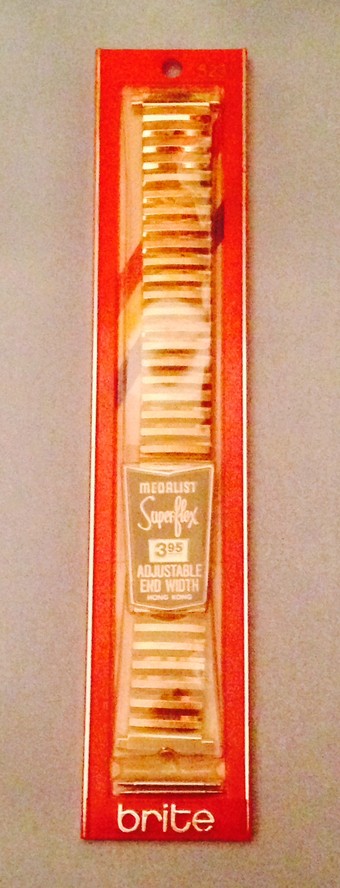 MEDALIST
Superflex
3.95
ADJUSTABLE
END WIDTH
HONG KONG
brite